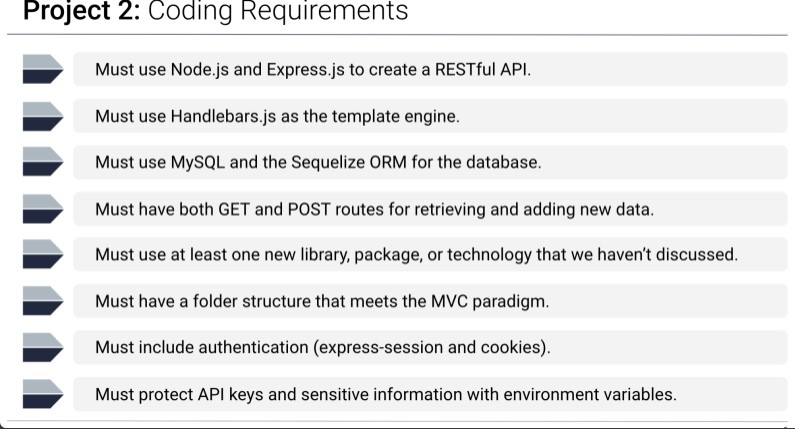 Project 2: Coding Requirements
Must use Node.js and Express.js to create a RESTful API.
Must use Handlebars.js as the template engine.
Must use MySQL and the Sequelize ORM for the database.
Must have both GET and POST routes for retrieving and adding new data.
Must use at least one new library, package, or technology that we haven’t discussed.
Must have a folder structure that meets the MVC paradigm.
Must include authentication (express-session and cookies).
Must protect API keys and sensitive information with environment variables.